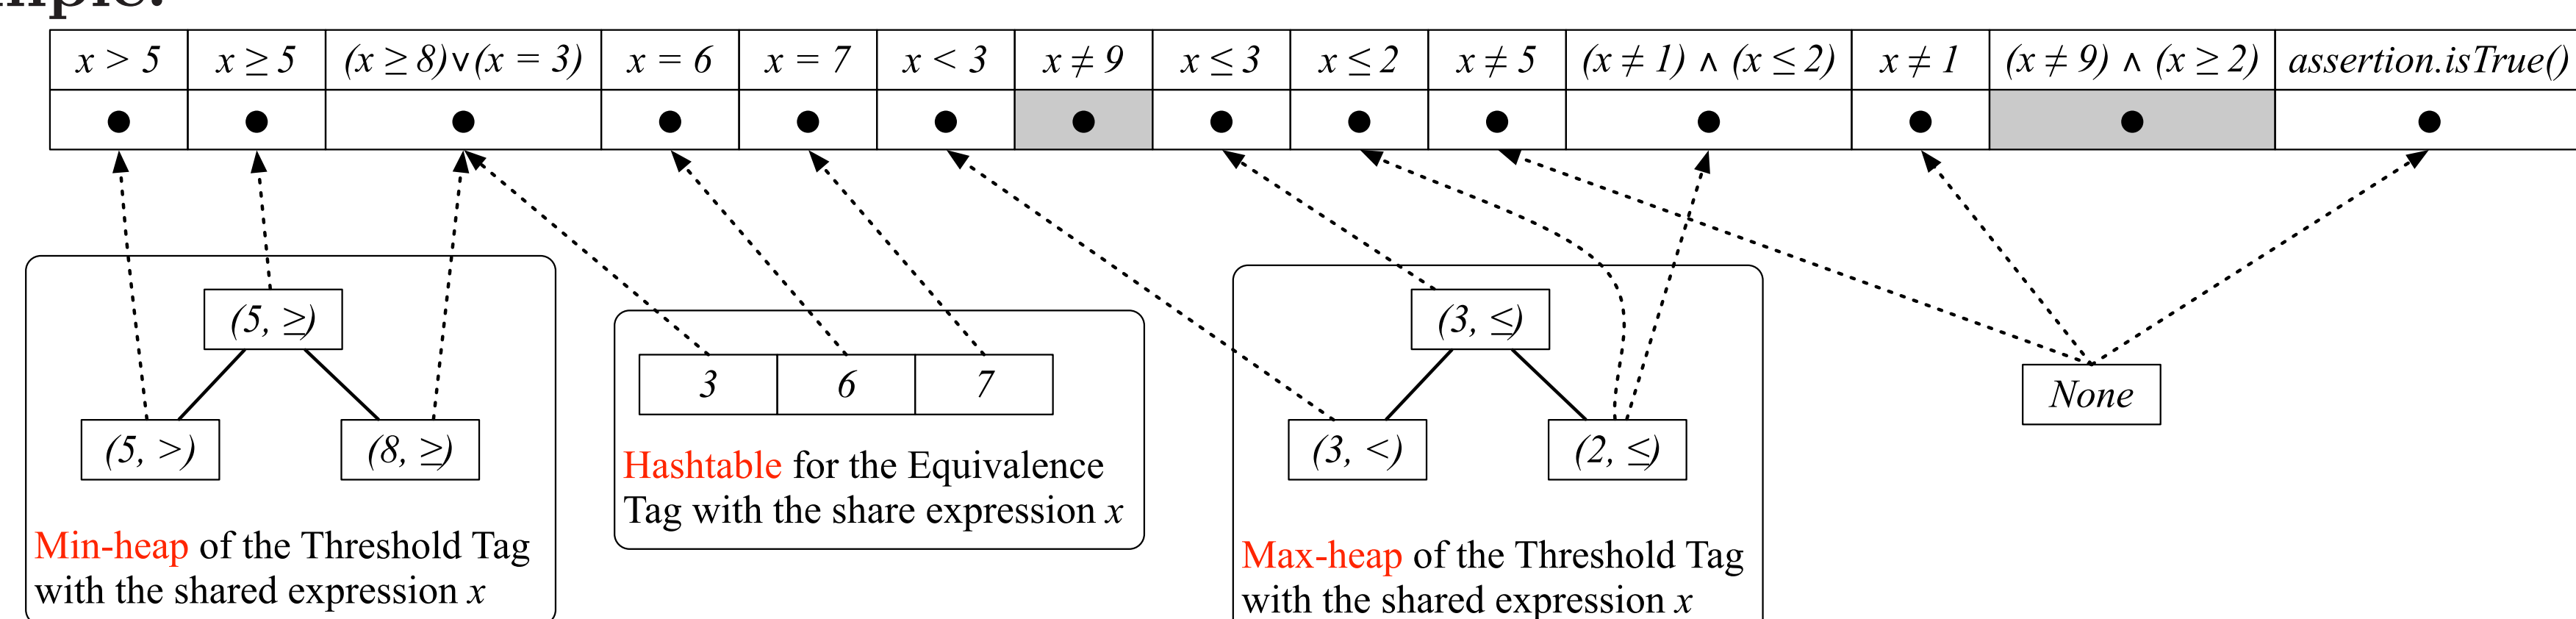 x > 5
x ≥ 5
(x ≥ 8)∨(x = 3)
x = 6
x = 7
x < 3
x ≠ 9
x ≤ 3
x ≤ 2
x ≠ 5
(x ≠ 1) ∧ (x ≤ 2)
x ≠ 1
(x ≠ 9) ∧ (x ≥ 2)
assertion.isTrue()
(5, ≥)
(5, >)
(8, ≥)
Min-heap of the Threshold Tag
with the shared expression x
3
6
7
Hashtable for the Equivalence
Tag with the share expression x
(3, ≤)
(3, <)
(2, ≤)
Max-heap of the Threshold Tag
with the shared expression x
None